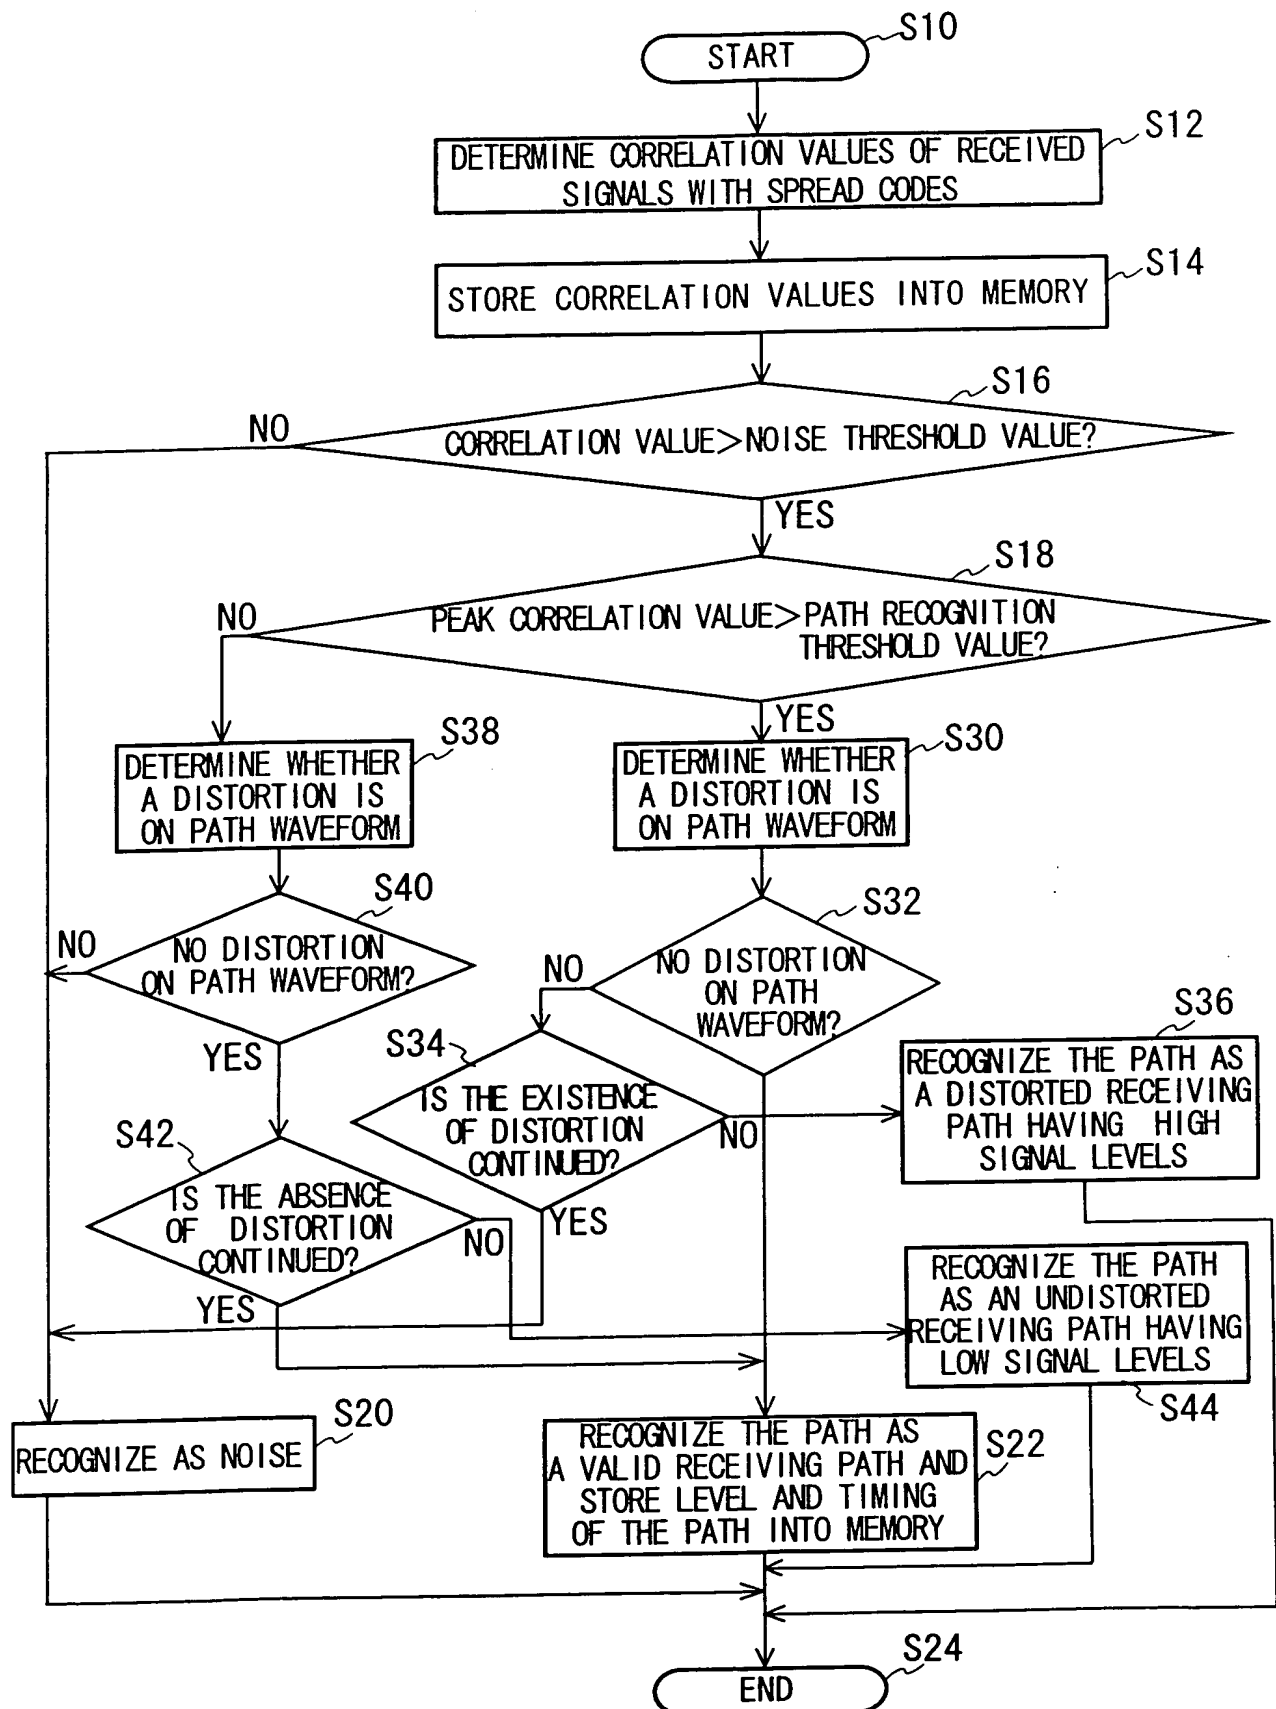 S10
START
S12
DETERMINE CORRELATION VALUES OF RECEIVED
SIGNALS WITH SPREAD CODES
S14
STORE CORRELATION VALUES INTO MEMORY
S16
NO
CORRELATION VALUE>NOISE THRESHOLD VALUE?
YES
S18
NO
PEAK CORRELATION VALUE>PATH RECOGNITION
THRESHOLD VALUE?
YES
S38
DETERMINE WHETHER
A DISTORTION IS
ON PATH WAVEFORM
S30
DETERMINE WHETHER
A DISTORTION IS
ON PATH WAVEFORM
S40
NO
NO DISTORTION
ON PATH WAVEFORM?
YES
S32
NO
NO DISTORTION
ON PATH
WAVEFORM?
S34
IS THE EXISTENCE
OF DISTORTION
CONTINUED?
NO
YES
S36
RECOGNIZE THE PATH AS
A DISTORTED RECEIVING
PATH HAVING HIGH
SIGNAL LEVELS
S42
IS THE ABSENCE
OF DISTORTION
CONTINUED?
NO
YES
RECOGNIZE THE PATH
AS AN UNDISTORTED
RECEIVING PATH HAVING
LOW SIGNAL LEVELS
S44
S20
RECOGNIZE AS NOISE
RECOGNIZE THE PATH AS
A VALID RECEIVING PATH AND
STORE LEVEL AND TIMING
OF THE PATH INTO MEMORY
S22
S24
END